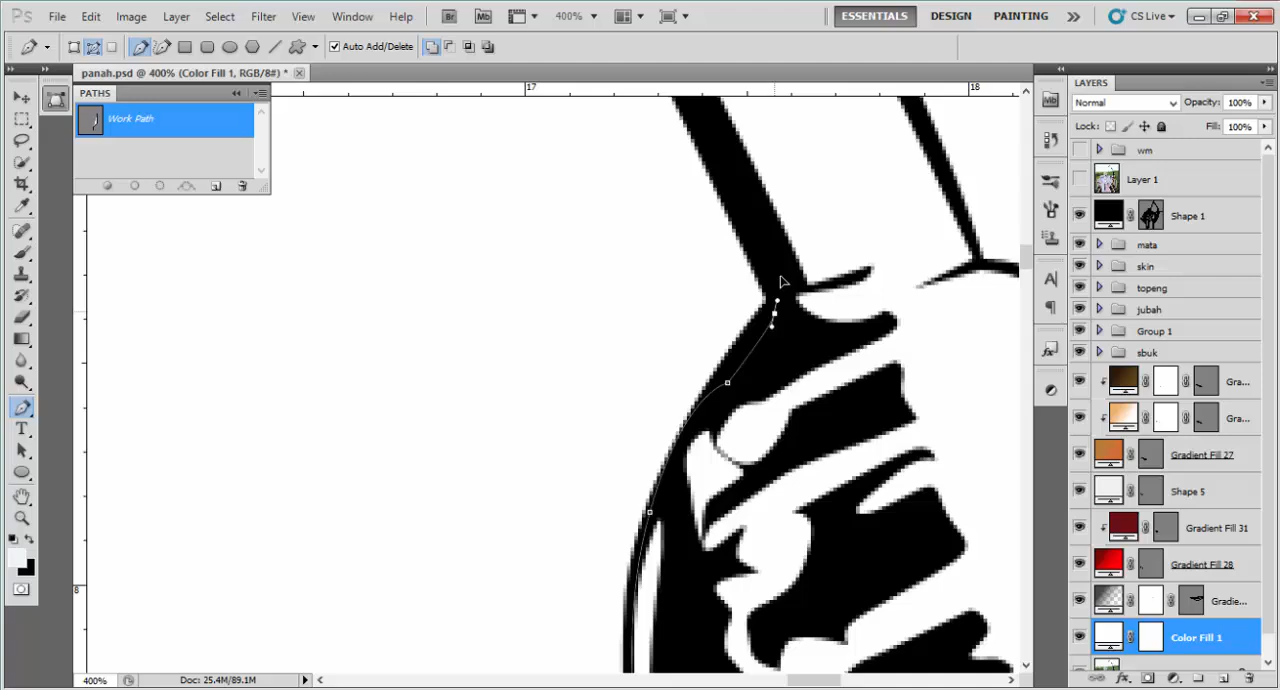 Ps File Edit Image Layer Select Filter View Window Help Br Mb 400% ESSENTIALS DESIGN PAINTING CS Live
Auto Add/Delete
panah.psd @ 400% (Color Fill 1, RGB/8#) *
PATHS
Work Path
17
18
8
LAYERS
Normal Opacity: 100%
Lock: Fill: 100%
wm
Layer 1
Shape 1
mata
skin
topeng
jubah
Group 1
sbuk
Gra...
Gra...
Gradient Fill 27
Shape 5
Gradient Fill 31
Gradient Fill 28
Gradie...
Color Fill 1
400% Doc: 25.4M/89.1M